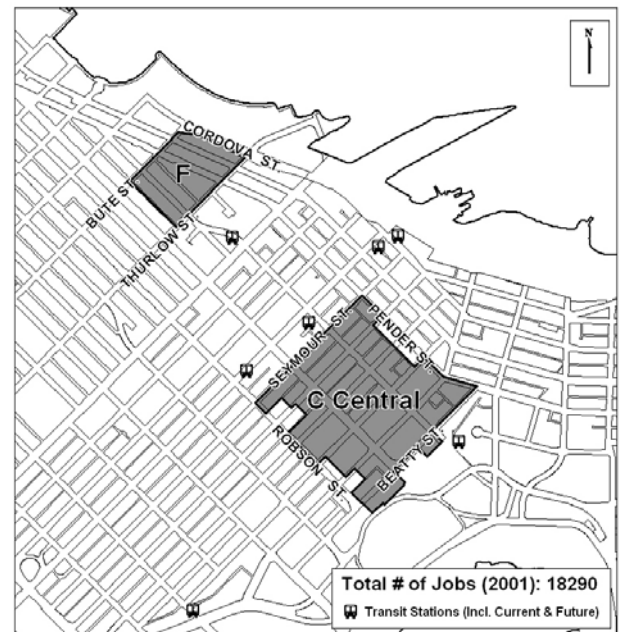 N
CORDOVA ST.
F
BUTE ST.
THURLOW ST.
SEYMOUR ST.
PENDER ST.
C Central
ROBSON ST
BEATTY ST.
Total # of Jobs (2001): 18290
Transit Stations (Incl. Current & Future)